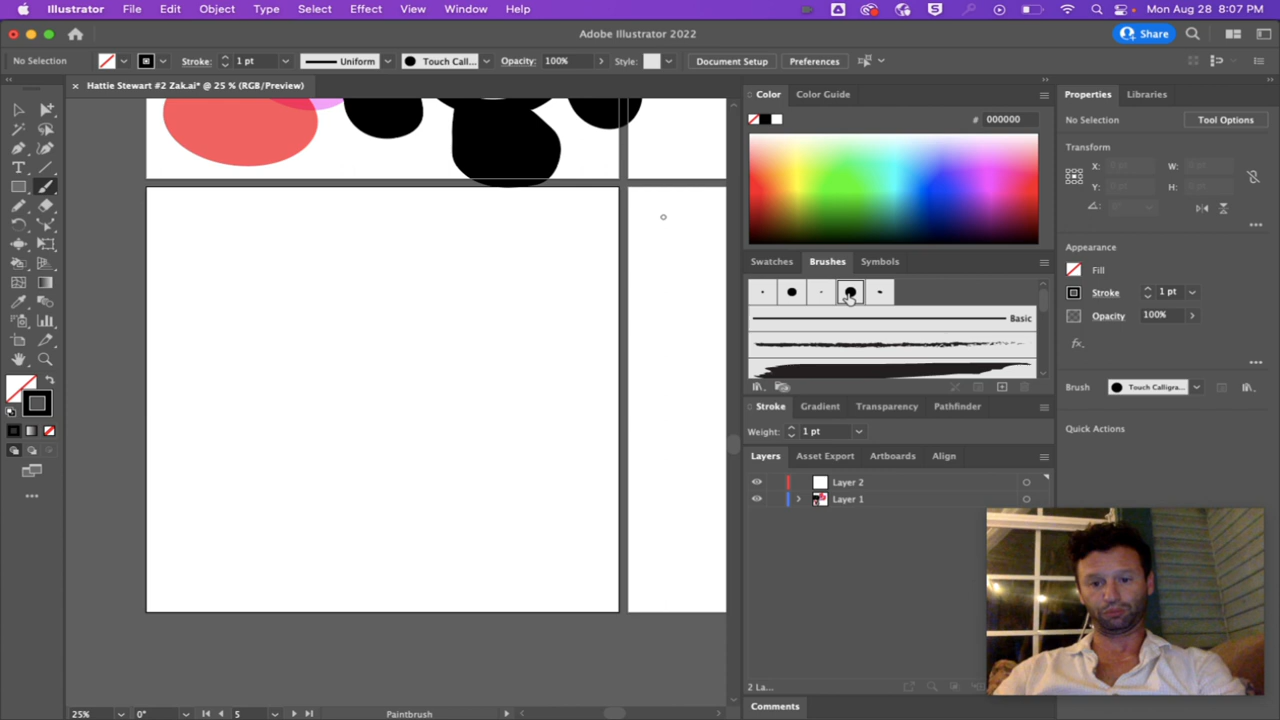 Illustrator File Edit Object Type Select Effect View Window Help Mon Aug 28 8:07 PM
Adobe Illustrator 2022 Share
No Selection Stroke: 1 pt Uniform Touch Call... Opacity: 100% Style: Document Setup Preferences
× Hattie Stewart #2 Zak.ai* @ 25 % (RGB/Preview)
Color Color Guide
# 000000
Swatches Brushes Symbols
Basic
Stroke Gradient Transparency Pathfinder
Weight: 1 pt
Layers Asset Export Artboards Align
Layer 2
Layer 1
2 La...
Comments
Properties Libraries
No Selection Tool Options
Transform
X: W:
Y: H:
Appearance
Fill
Stroke 1 pt
Opacity 100%
fx.
Brush Touch Calligra...
Quick Actions
25% 0° 5 Paintbrush